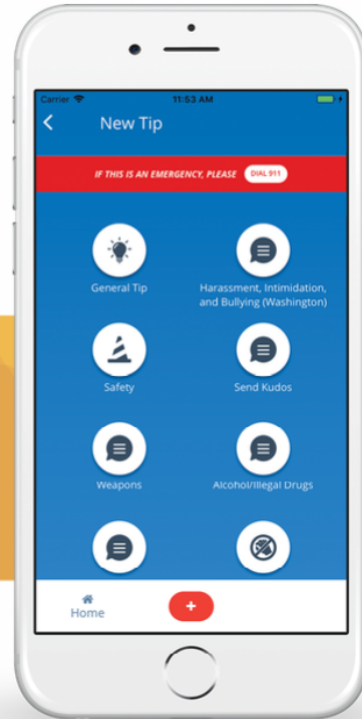 Carrier 11:53 AM
New Tip
IF THIS IS AN EMERGENCY, PLEASE DIAL 911
General Tip
Harassment, Intimidation,
and Bullying (Washington)
Safety
Send Kudos
Weapons
Alcohol/Illegal Drugs
Home
+